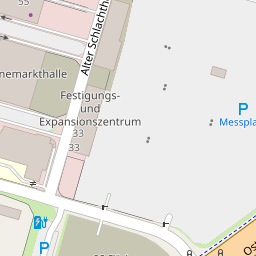 55
Alter Schlachth
nemarkthalle
Festigungs-
und
Expansionszentrum
33
33
P
Messpla
P
Os